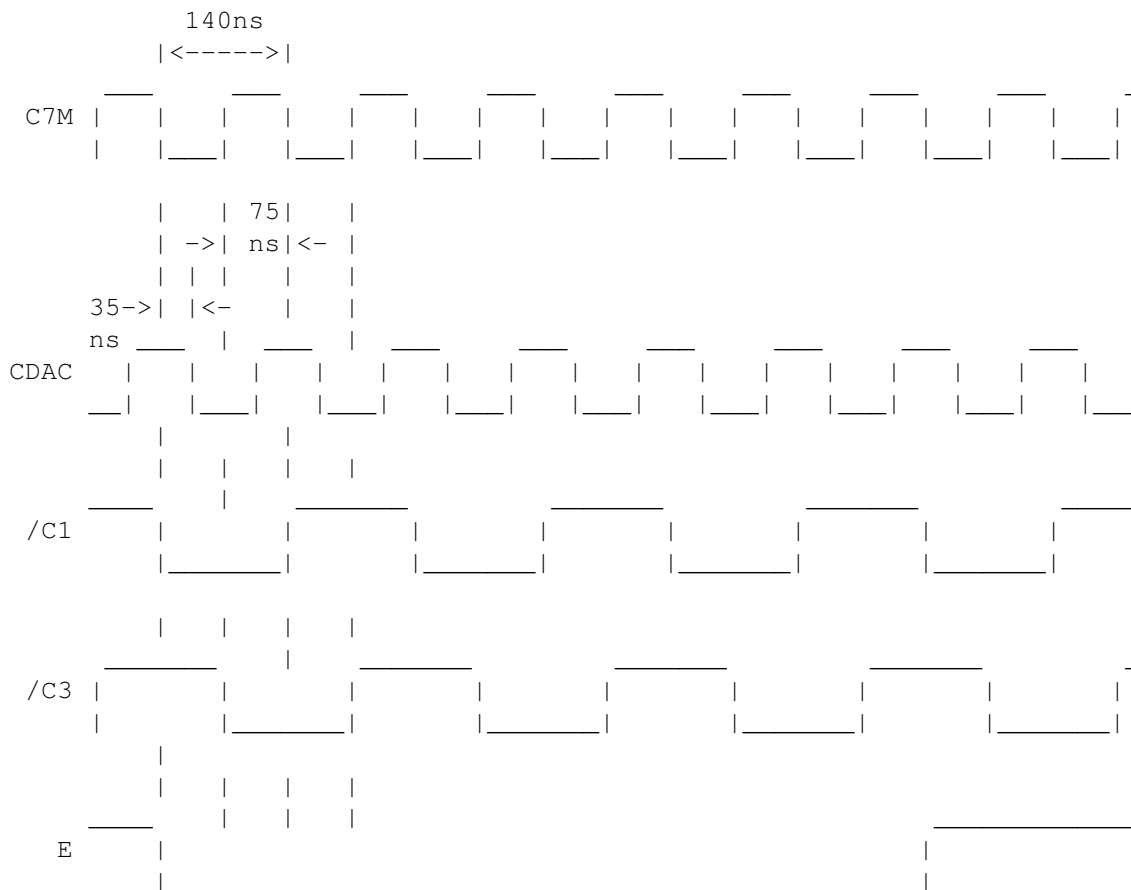 140ns
|<----->|
C7M
75
->| ns|<-
35->| |<-
ns
CDAC
/C1
/C3
E